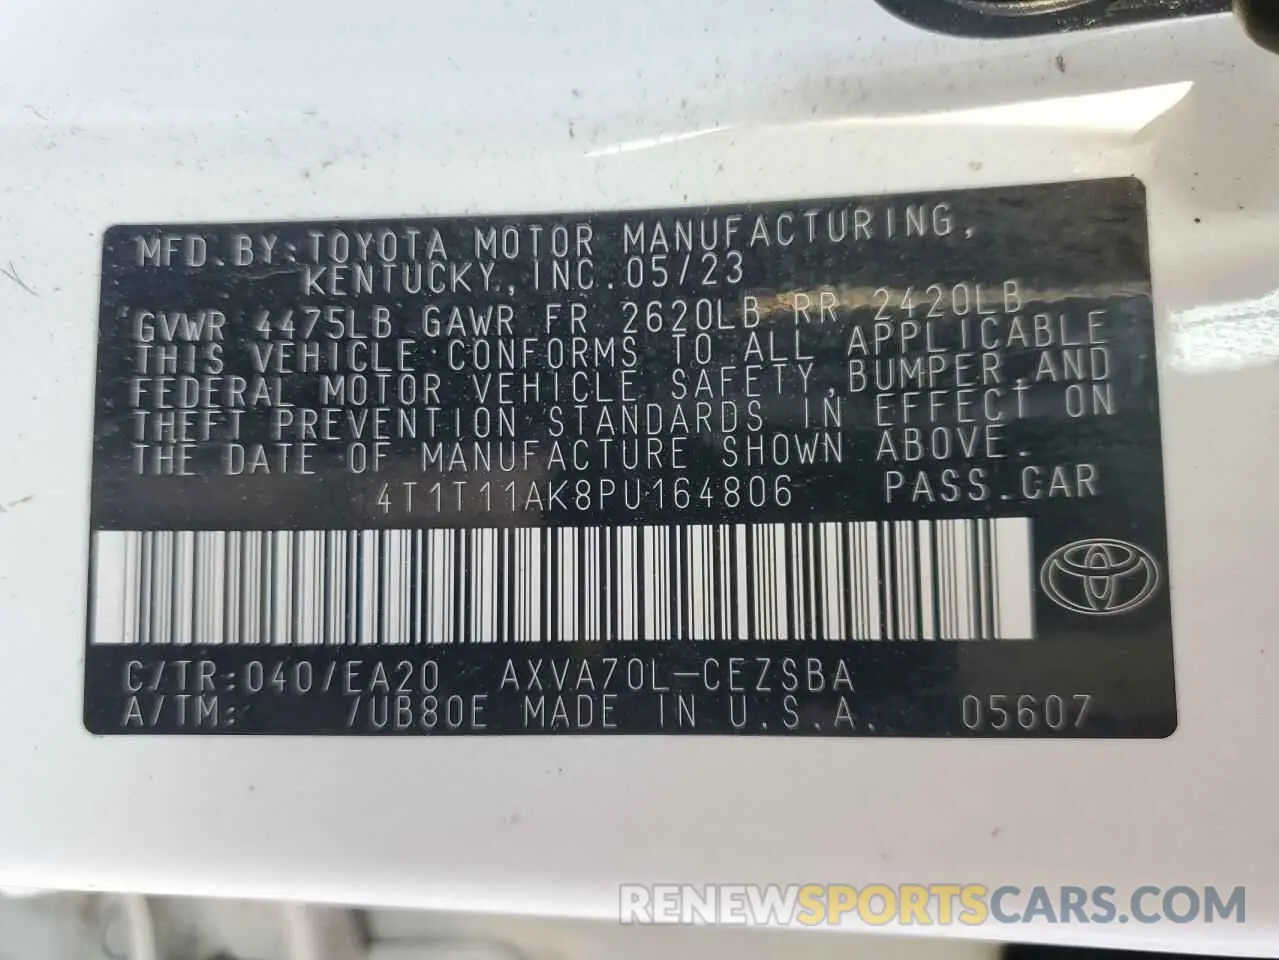 MFD.BY:TOYOTA MOTOR MANUFACTURING,
KENTUCKY, INC. 05/23
GVWR 4475LB GAWR FR 2620LB RR 2420LB
THIS VEHICLE CONFORMS TO ALL APPLICABLE
FEDERAL MOTOR VEHICLE SAFETY, BUMPER, AND
THEFT PREVENTION STANDARDS IN EFFECT ON
THE DATE OF MANUFACTURE SHOWN ABOVE.
4T1T11AK8PU164806 PASS.CAR
C/TR:040/EA20 AXVA70L-CEZSBA
A/TM: /UB80E MADE IN U.S.A. 05607
RENEWSPORTSCARS.COM